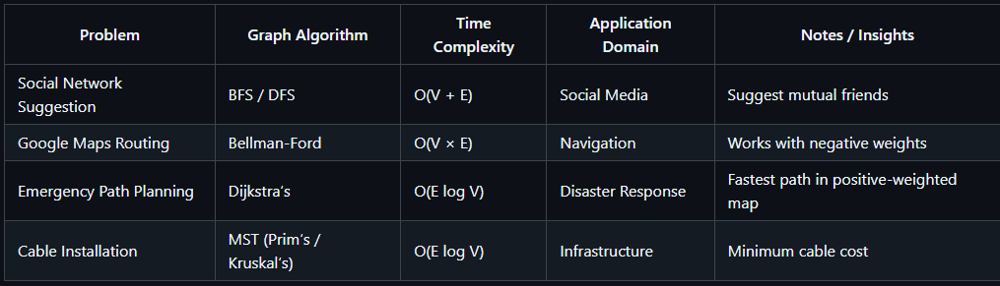 Problem Graph Algorithm Time Complexity Application Domain Notes / Insights
Social Network Suggestion BFS / DFS O(V + E) Social Media Suggest mutual friends
Google Maps Routing Bellman-Ford O(V × E) Navigation Works with negative weights
Emergency Path Planning Dijkstra’s O(E log V) Disaster Response Fastest path in positive-weighted map
Cable Installation MST (Prim’s / Kruskal’s) O(E log V) Infrastructure Minimum cable cost